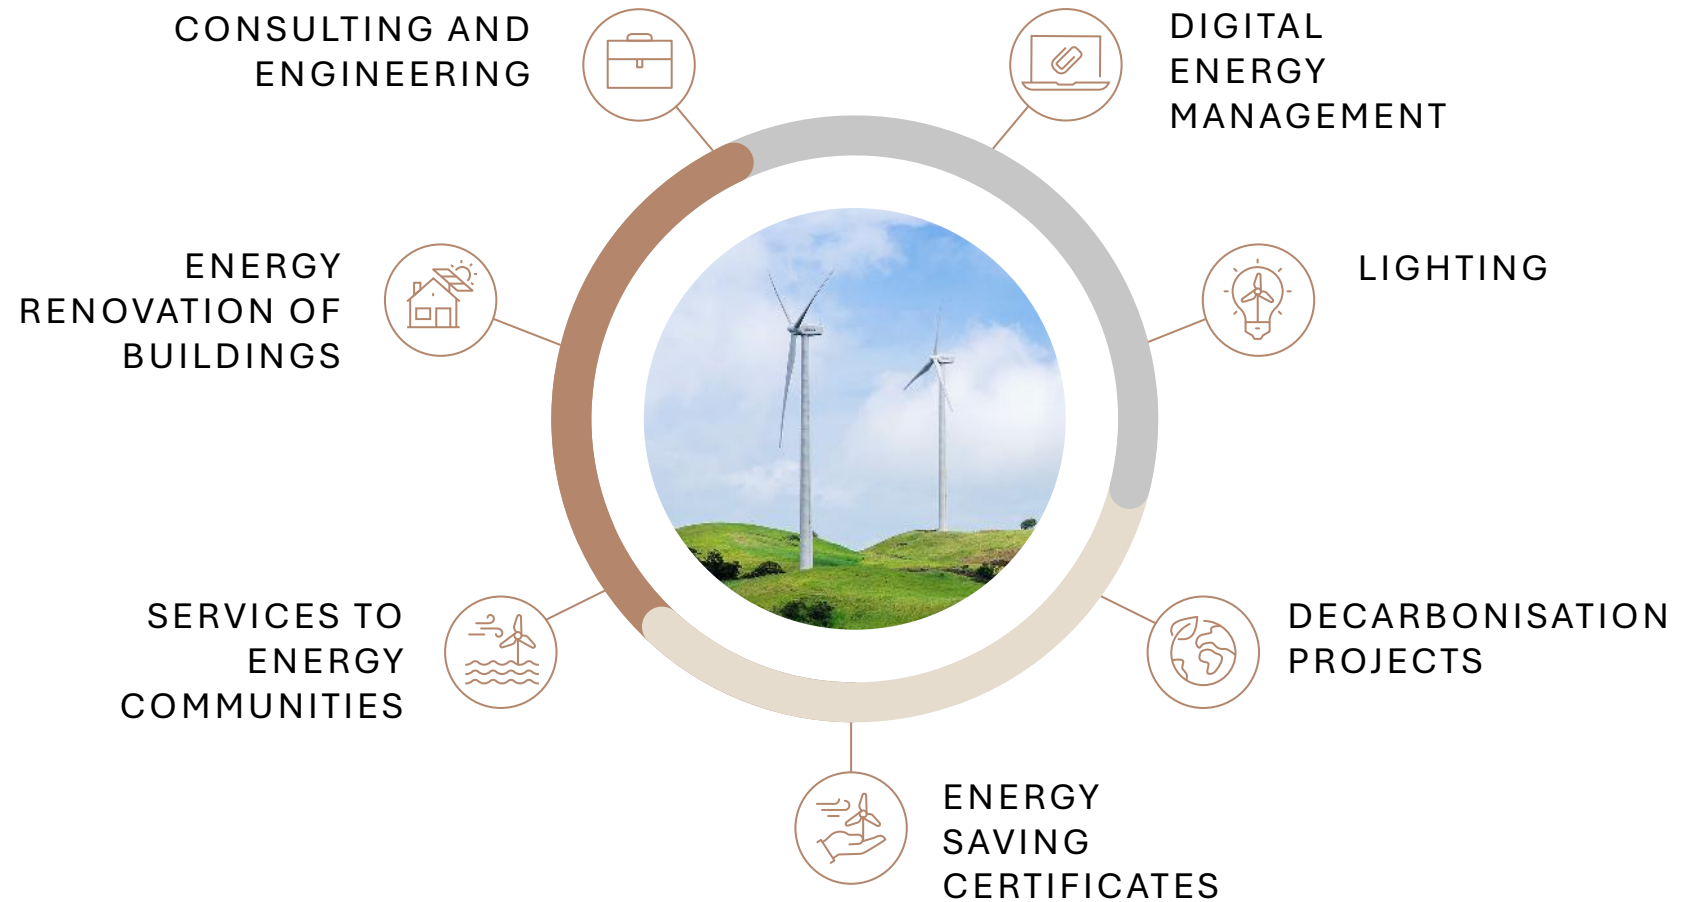 CONSULTING AND
ENGINEERING
DIGITAL
ENERGY
MANAGEMENT
ENERGY
RENOVATION OF
BUILDINGS
LIGHTING
SERVICES TO
ENERGY
COMMUNITIES
DECARBONISATION
PROJECTS
ENERGY
SAVING
CERTIFICATES